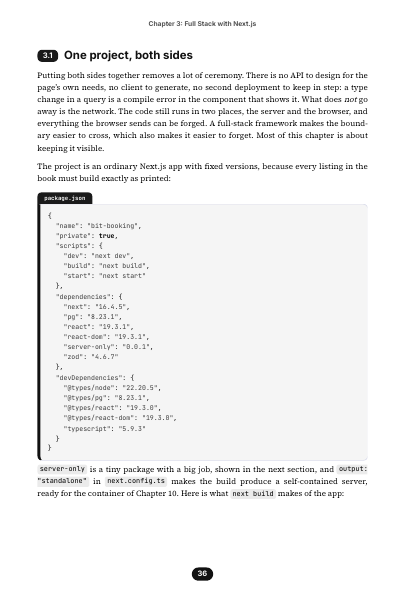 Chapter 3: Full Stack with Next.js
3.1 One project, both sides
Putting both sides together removes a lot of ceremony. There is no API to design for the
page's own needs, no client to generate, no second deployment to keep in step: a type
change in a query is a compile error in the component that shows it. What does not go
away is the network. The code still runs in two places, the server and the browser, and
everything the browser sends can be forged. A full-stack framework makes the bound-
ary easier to cross, which also makes it easier to forget. Most of this chapter is about
keeping it visible.
The project is an ordinary Next.js app with fixed versions, because every listing in the
book must build exactly as printed:
package.json
{
  "name": "bit-booking",
  "private": true,
  "scripts": {
    "dev": "next dev",
    "build": "next build",
    "start": "next start"
  },
  "dependencies": {
    "next": "16.4.5",
    "pg": "8.23.1",
    "react": "19.3.1",
    "react-dom": "19.3.1",
    "server-only": "0.0.1",
    "zod": "4.6.7"
  },
  "devDependencies": {
    "@types/node": "22.20.5",
    "@types/pg": "8.23.1",
    "@types/react": "19.3.0",
    "@types/react-dom": "19.3.0",
    "typescript": "5.9.3"
  }
}
server-only is a tiny package with a big job, shown in the next section, and output:
"standalone" in next.config.ts makes the build produce a self-contained server,
ready for the container of Chapter 10. Here is what next build makes of the app:
36